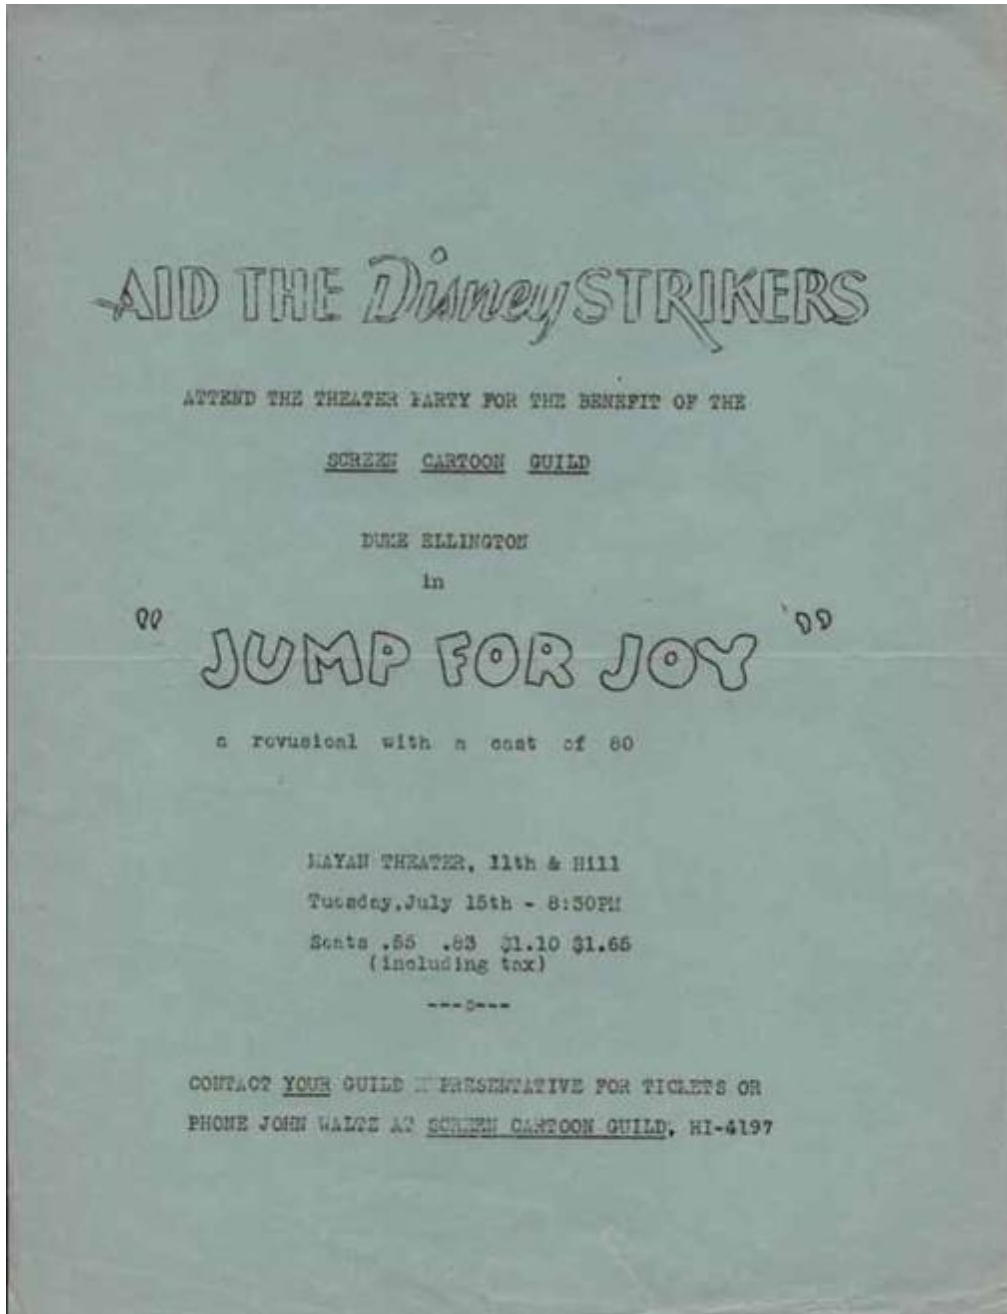 AID THE Disney STRIKERS
ATTEND THE THEATER PARTY FOR THE BENEFIT OF THE
SCREEN CARTOON GUILD
DUKE ELLINGTON
in
"JUMP FOR JOY"
a revusical with a cast of 80
MAYAN THEATER, 11th & Hill
Tuesday, July 15th - 8:30PM
Seats .55 .83 $1.10 $1.65
(including tax)
---o---
CONTACT YOUR GUILD REPRESENTATIVE FOR TICKETS OR
PHONE JOHN WALTZ AT SCREEN CARTOON GUILD, HI-4197